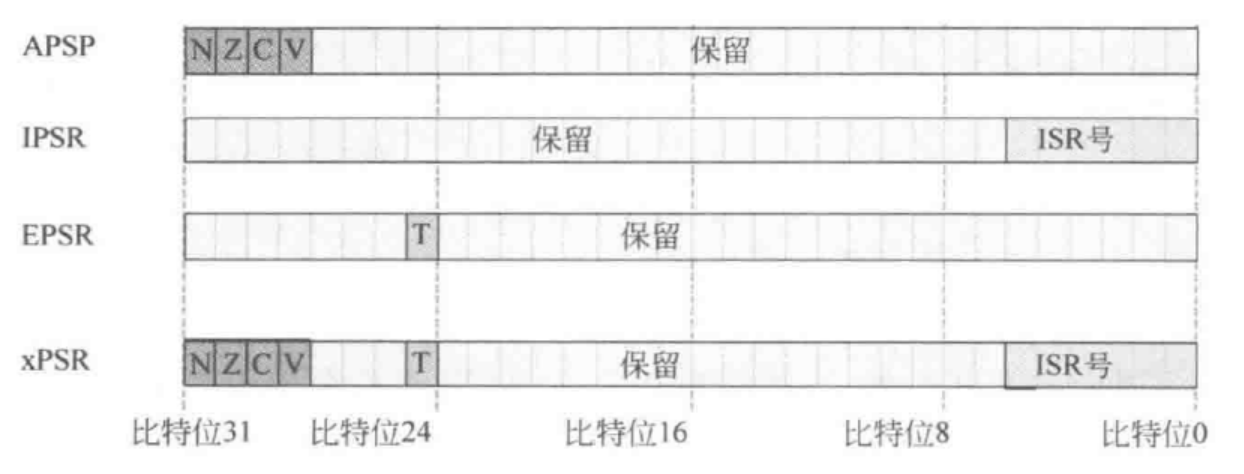 APSP N Z C V 保留
IPSR 保留 ISR号
EPSR T 保留
xPSR N Z C V T 保留 ISR号
比特位31 比特位24 比特位16 比特位8 比特位0